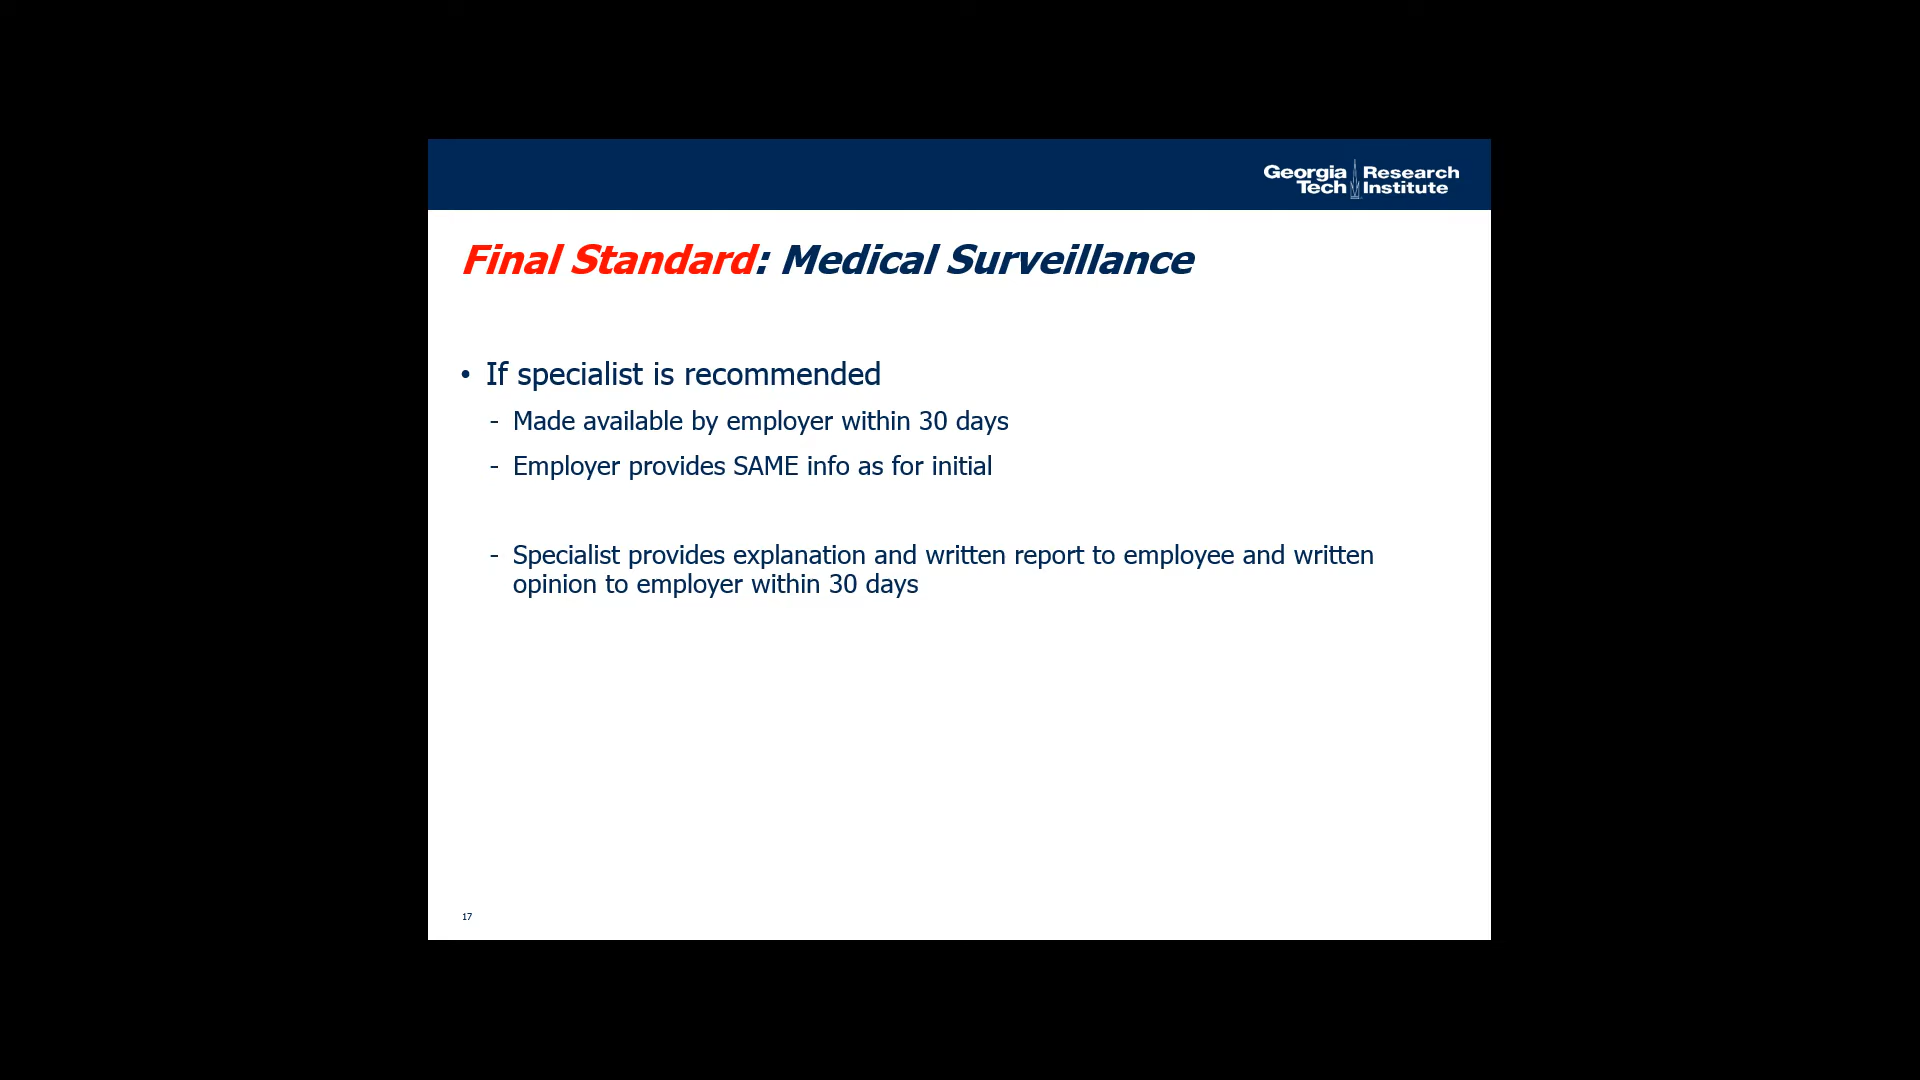 Georgia Research
Tech Institute
Final Standard: Medical Surveillance
• If specialist is recommended
- Made available by employer within 30 days
- Employer provides SAME info as for initial
- Specialist provides explanation and written report to employee and written
opinion to employer within 30 days
17